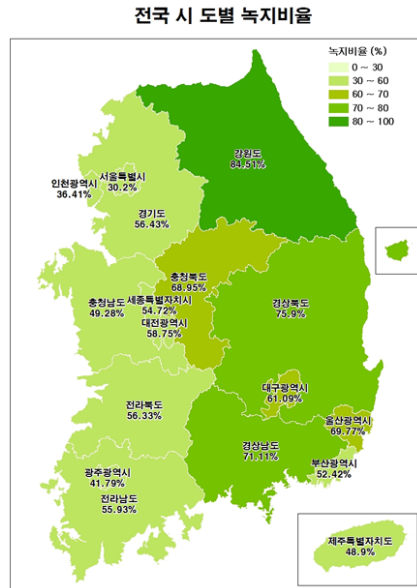 전국 시 도별 녹지비율
녹지비율 (%)
0 ~ 30
30 ~ 60
60 ~ 70
70 ~ 80
80 ~ 100
강원도
84.51%
서울특별시
30.2%
인천광역시
36.41%
경기도
56.43%
충청북도
68.95%
충청남도
49.28%
세종특별자치시
54.72%
대전광역시
58.75%
경상북도
75.9%
대구광역시
61.09%
전라북도
56.33%
울산광역시
69.77%
경상남도
71.11%
부산광역시
52.42%
광주광역시
41.79%
전라남도
55.93%
제주특별자치도
48.9%